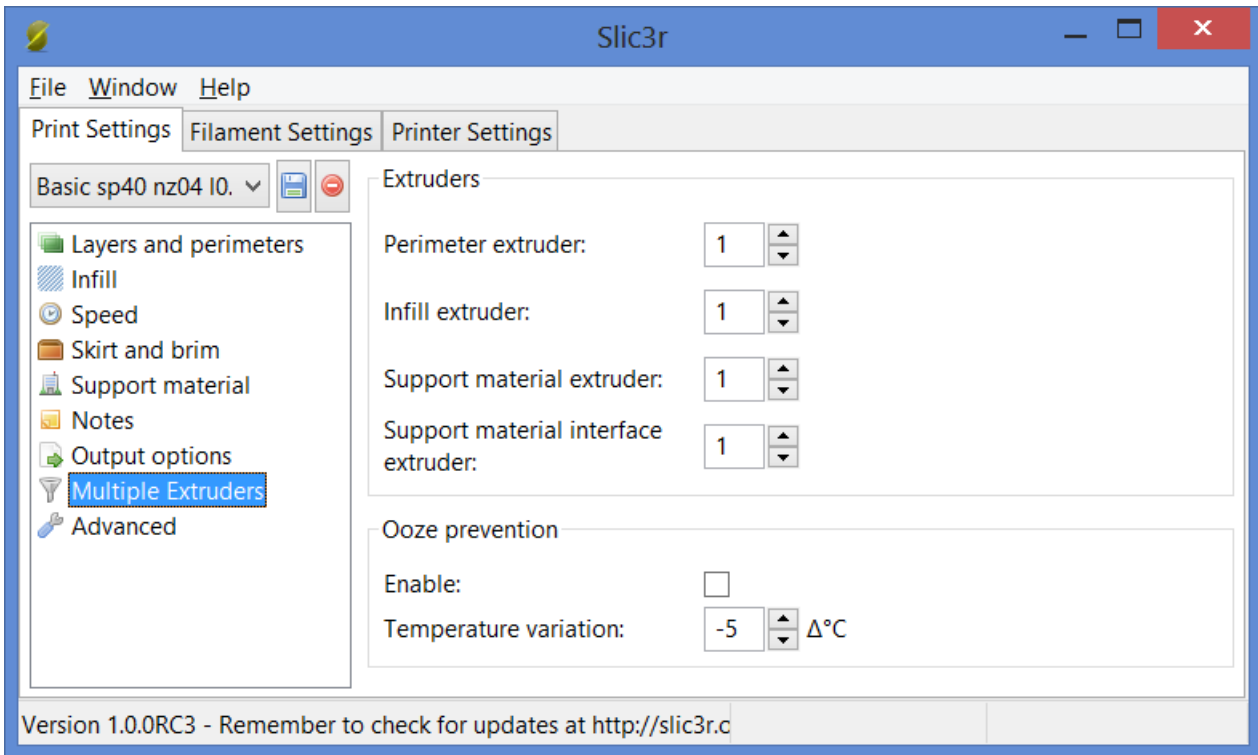 Slic3r
File Window Help
Print Settings Filament Settings Printer Settings
Basic sp40 nz04 l0.
Layers and perimeters
Infill
Speed
Skirt and brim
Support material
Notes
Output options
Multiple Extruders
Advanced
Extruders
Perimeter extruder: 1
Infill extruder: 1
Support material extruder: 1
Support material interface
extruder: 1
Ooze prevention
Enable:
Temperature variation: -5 Δ°C
Version 1.0.0RC3 - Remember to check for updates at http://slic3r.o